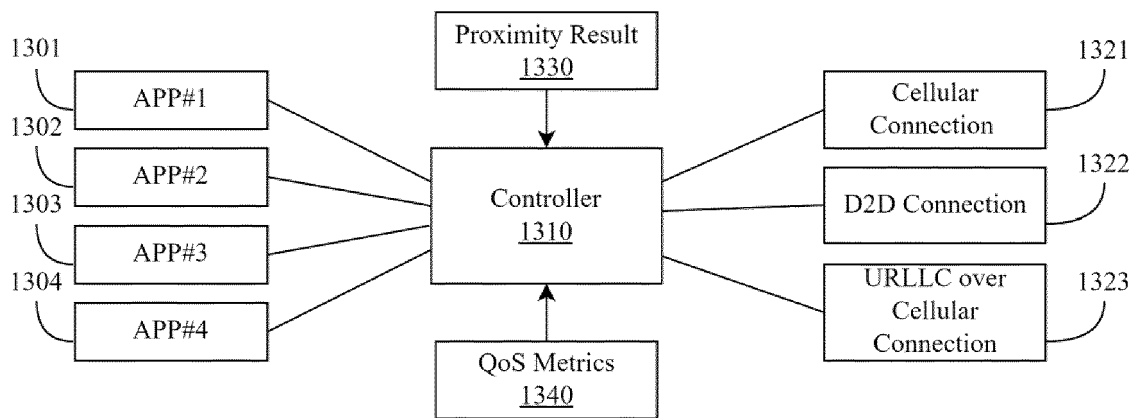 Proximity Result
1330
1301
APP#1
1302
APP#2
1303
APP#3
1304
APP#4
Controller
1310
QoS Metrics
1340
1321
Cellular
Connection
1322
D2D Connection
1323
URLLC over
Cellular
Connection